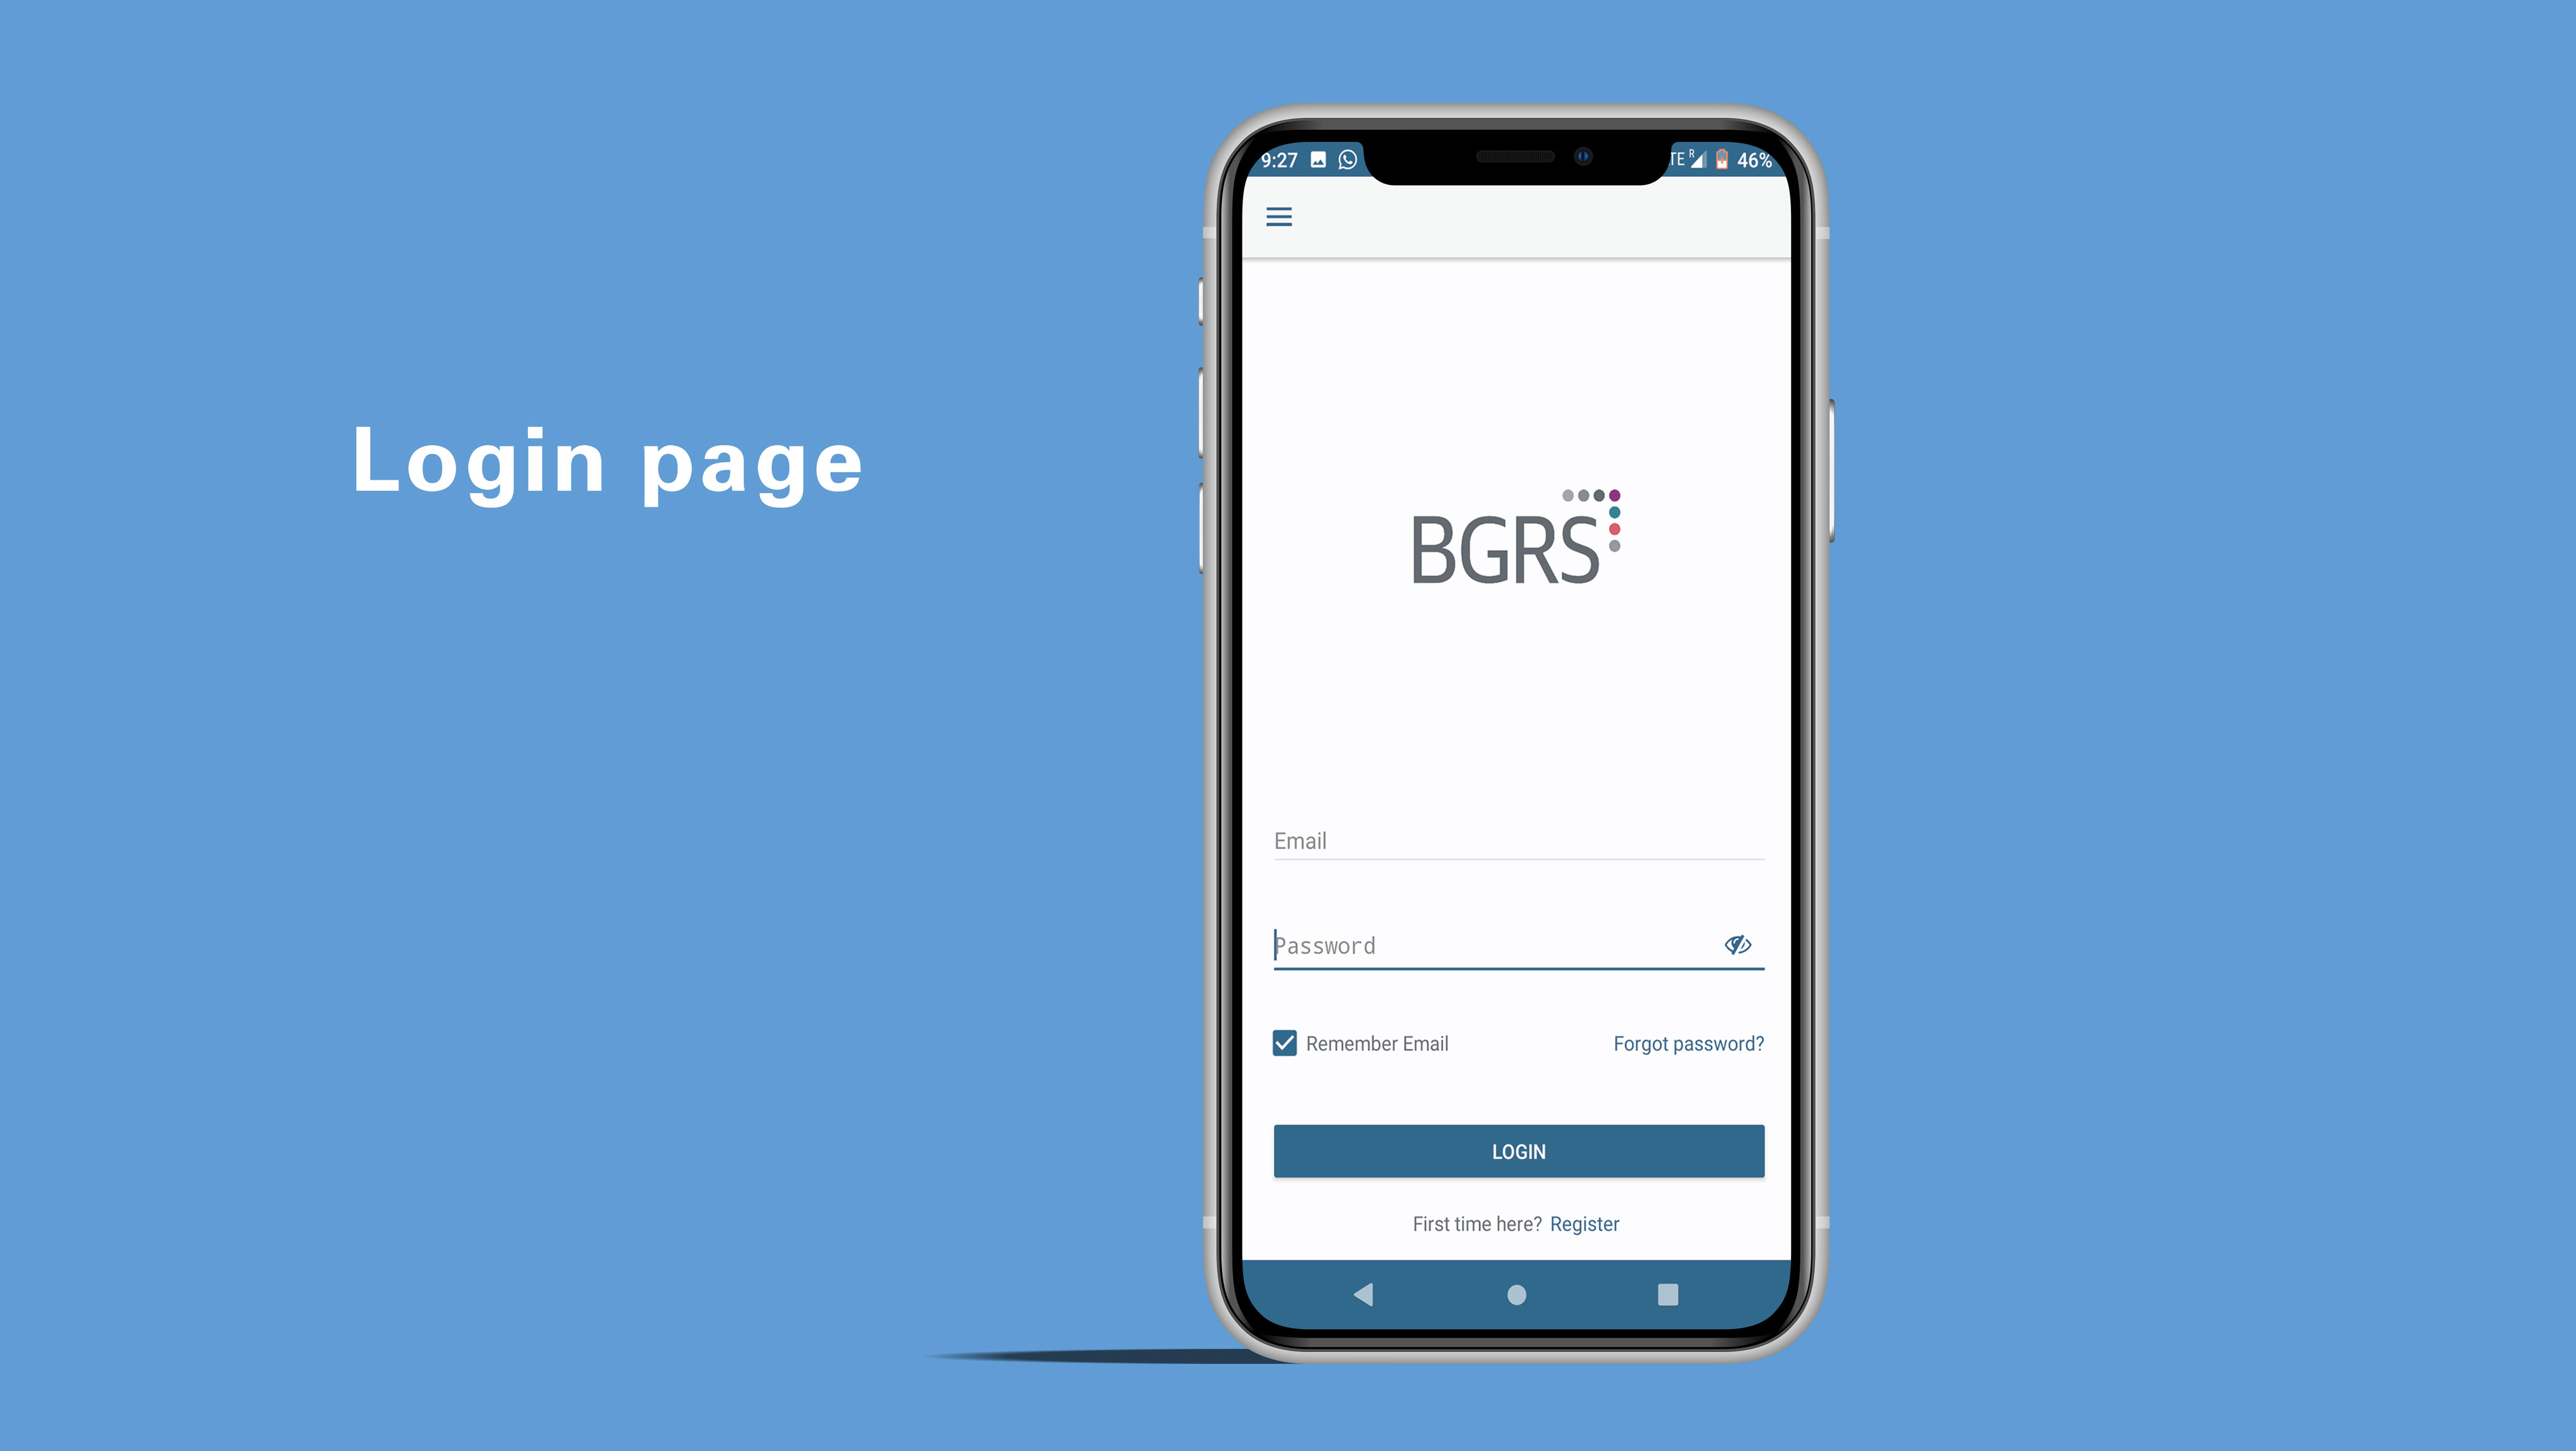 Login page
9:27
TE R 46%
BGRS
Email
Password
Remember Email
Forgot password?
LOGIN
First time here? Register